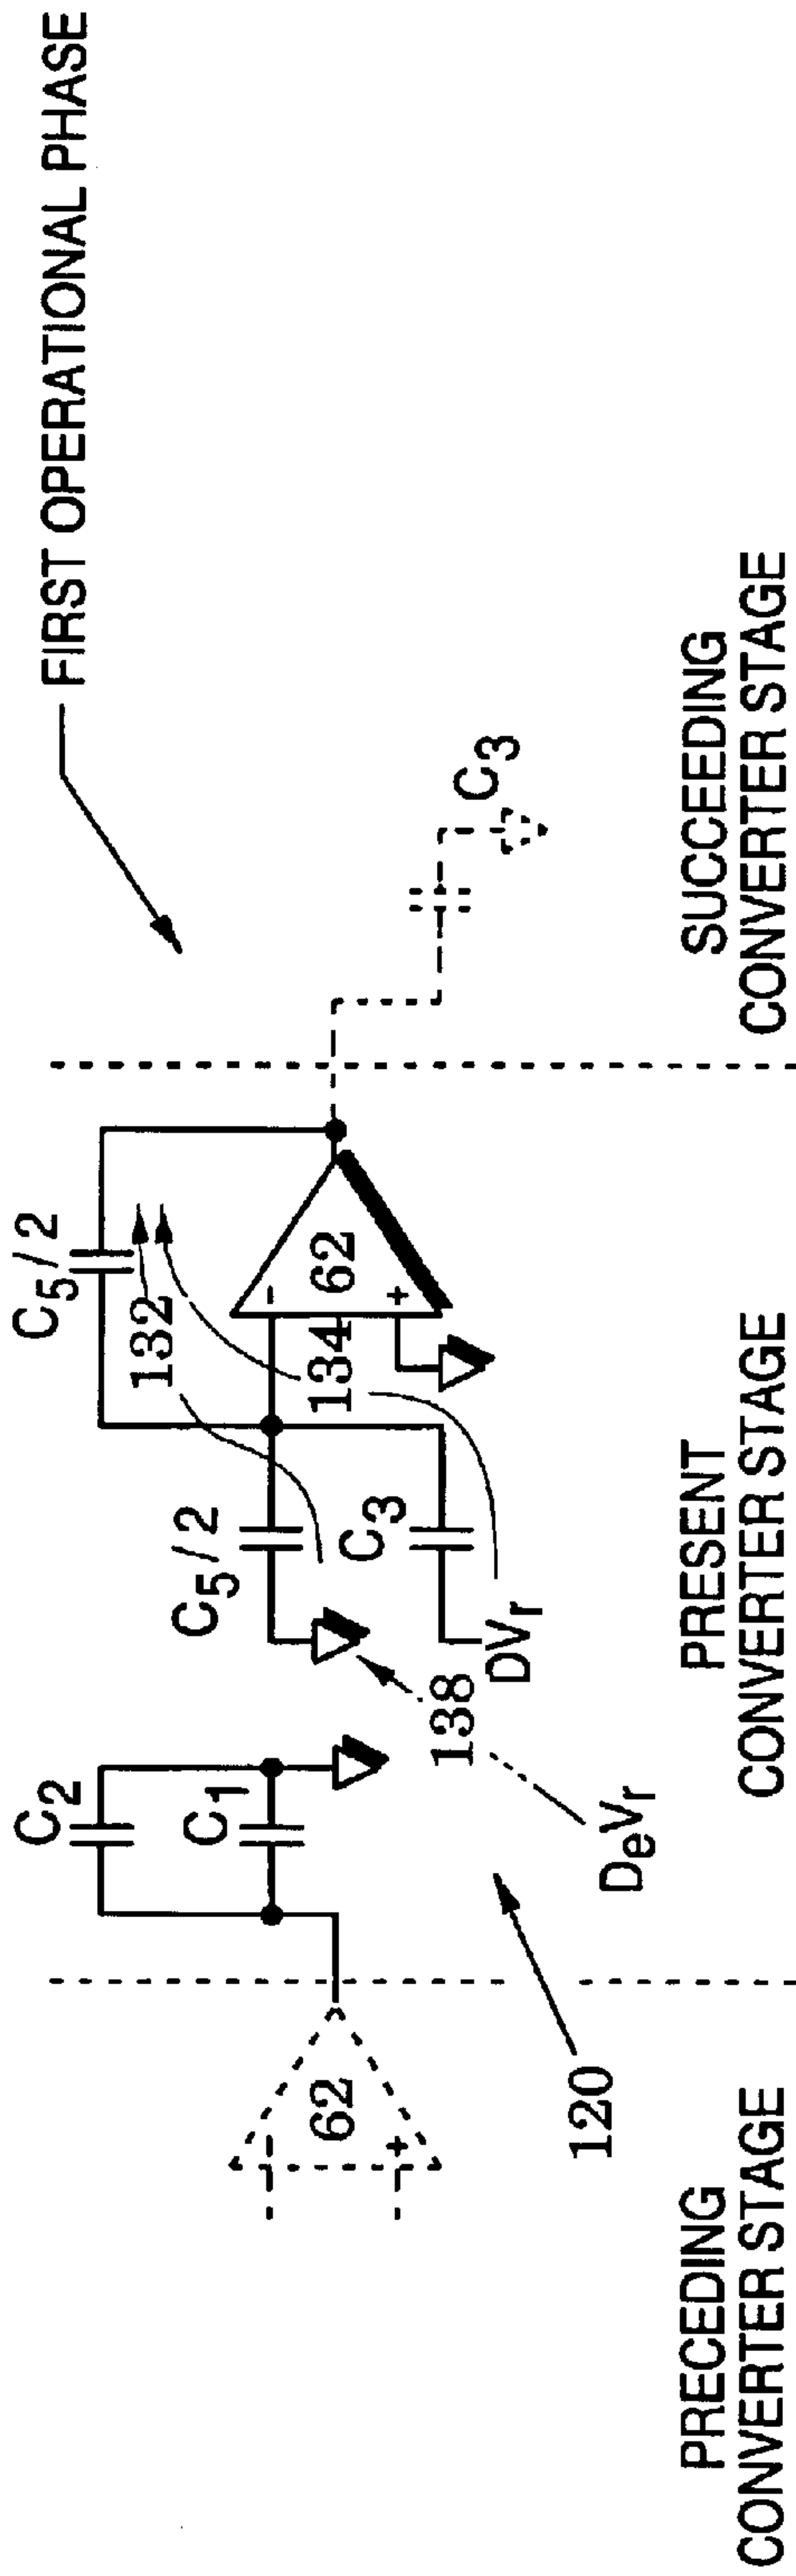 FIRST OPERATIONAL PHASE
C5/2
C2
132
62
C5/2
134
C1
62
-
+
-
+
C3
C3
138
DVr
DeVr
120
PRECEDING
CONVERTER STAGE
PRESENT
CONVERTER STAGE
SUCCEEDING
CONVERTER STAGE